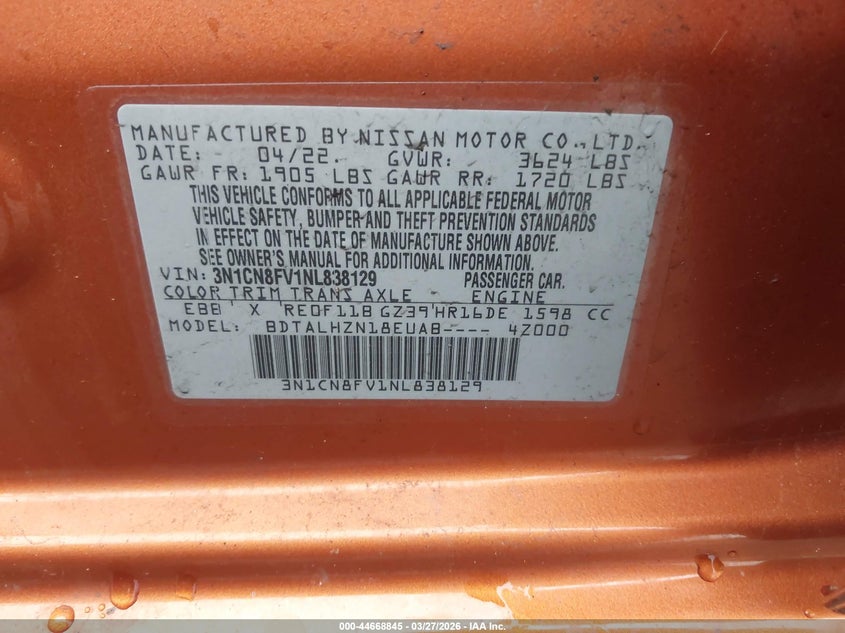 MANUFACTURED BY NISSAN MOTOR CO.,LTD.
DATE: 04/22. GVWR: 3624 LBS
GAWR FR: 1905 LBS GAWR RR: 1720 LBS
THIS VEHICLE CONFORMS TO ALL APPLICABLE FEDERAL MOTOR
VEHICLE SAFETY, BUMPER AND THEFT PREVENTION STANDARDS
IN EFFECT ON THE DATE OF MANUFACTURE SHOWN ABOVE.
SEE OWNER'S MANUAL FOR ADDITIONAL INFORMATION
VIN: 3N1CN8FV1NL838129 PASSENGER CAR.
COLOR TRIM TRANS AXLE ENGINE
EBB X RE0F11B GZ39 HR16DE 1598 CC
MODEL: BDTALHZN18EUAB---- 4Z000
3N1CN8FV1NL838129
000-44668845 | 03/27/2026 - IAA Inc.